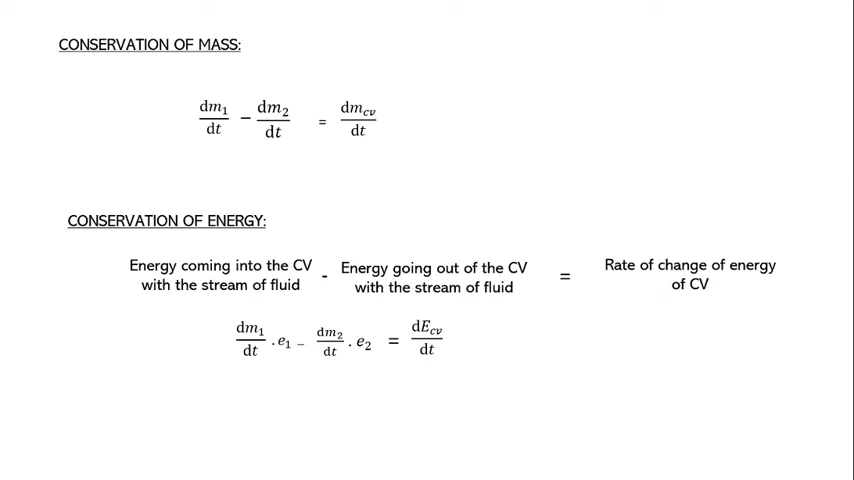 CONSERVATION OF MASS:
dm₁/dt − dm₂/dt = dm_cv/dt
CONSERVATION OF ENERGY:
Energy coming into the CV with the stream of fluid - Energy going out of the CV with the stream of fluid = Rate of change of energy of CV
dm₁/dt . e₁ − dm₂/dt . e₂ = dE_cv/dt